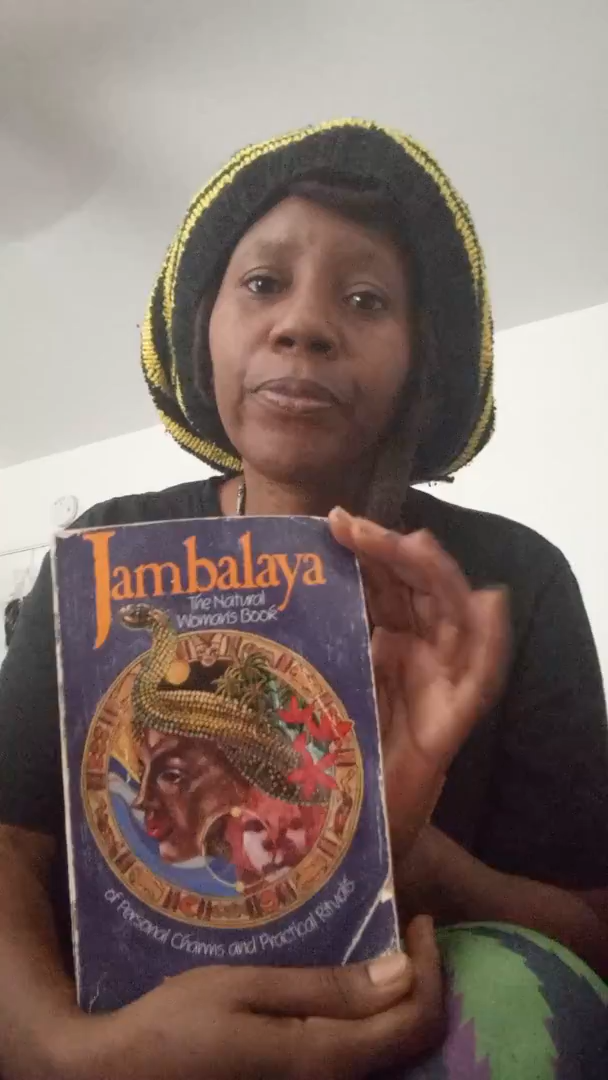 Jambalaya
The Natural
Woman's Book
of Personal Charms and Practical Rituals